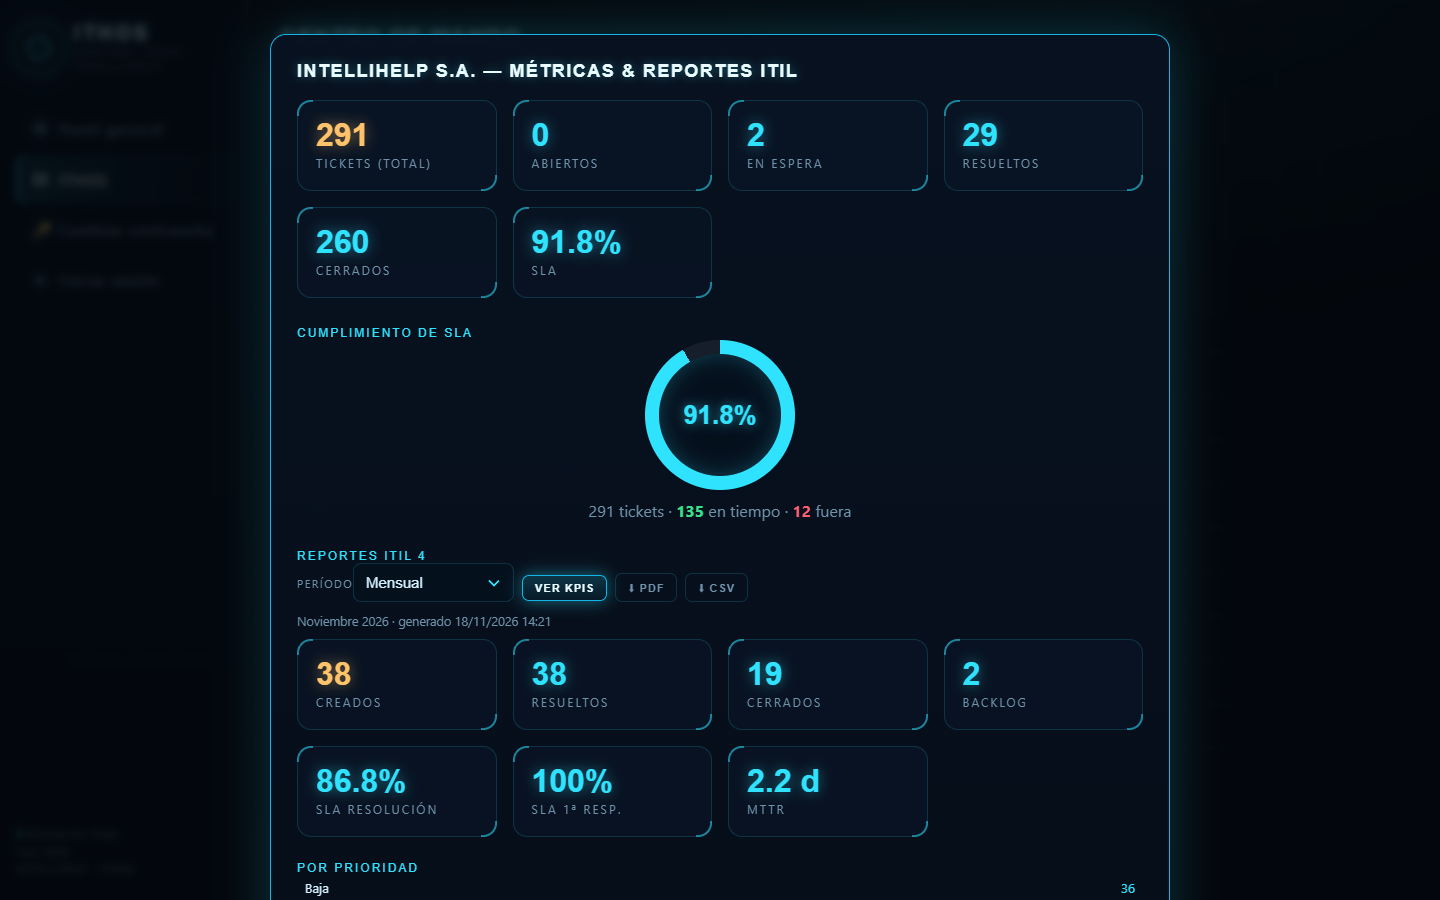 ITHOS
INTELLIHELP S.A. — MÉTRICAS & REPORTES ITIL
291
TICKETS (TOTAL)
0
ABIERTOS
2
EN ESPERA
29
RESUELTOS
260
CERRADOS
91.8%
SLA
CUMPLIMIENTO DE SLA
91.8%
291 tickets · 135 en tiempo · 12 fuera
REPORTES ITIL 4
PERÍODO Mensual VER KPIS ⬇ PDF ⬇ CSV
Noviembre 2026 · generado 18/11/2026 14:21
38
CREADOS
38
RESUELTOS
19
CERRADOS
2
BACKLOG
86.8%
SLA RESOLUCIÓN
100%
SLA 1ª RESP.
2.2 d
MTTR
POR PRIORIDAD
Baja 36